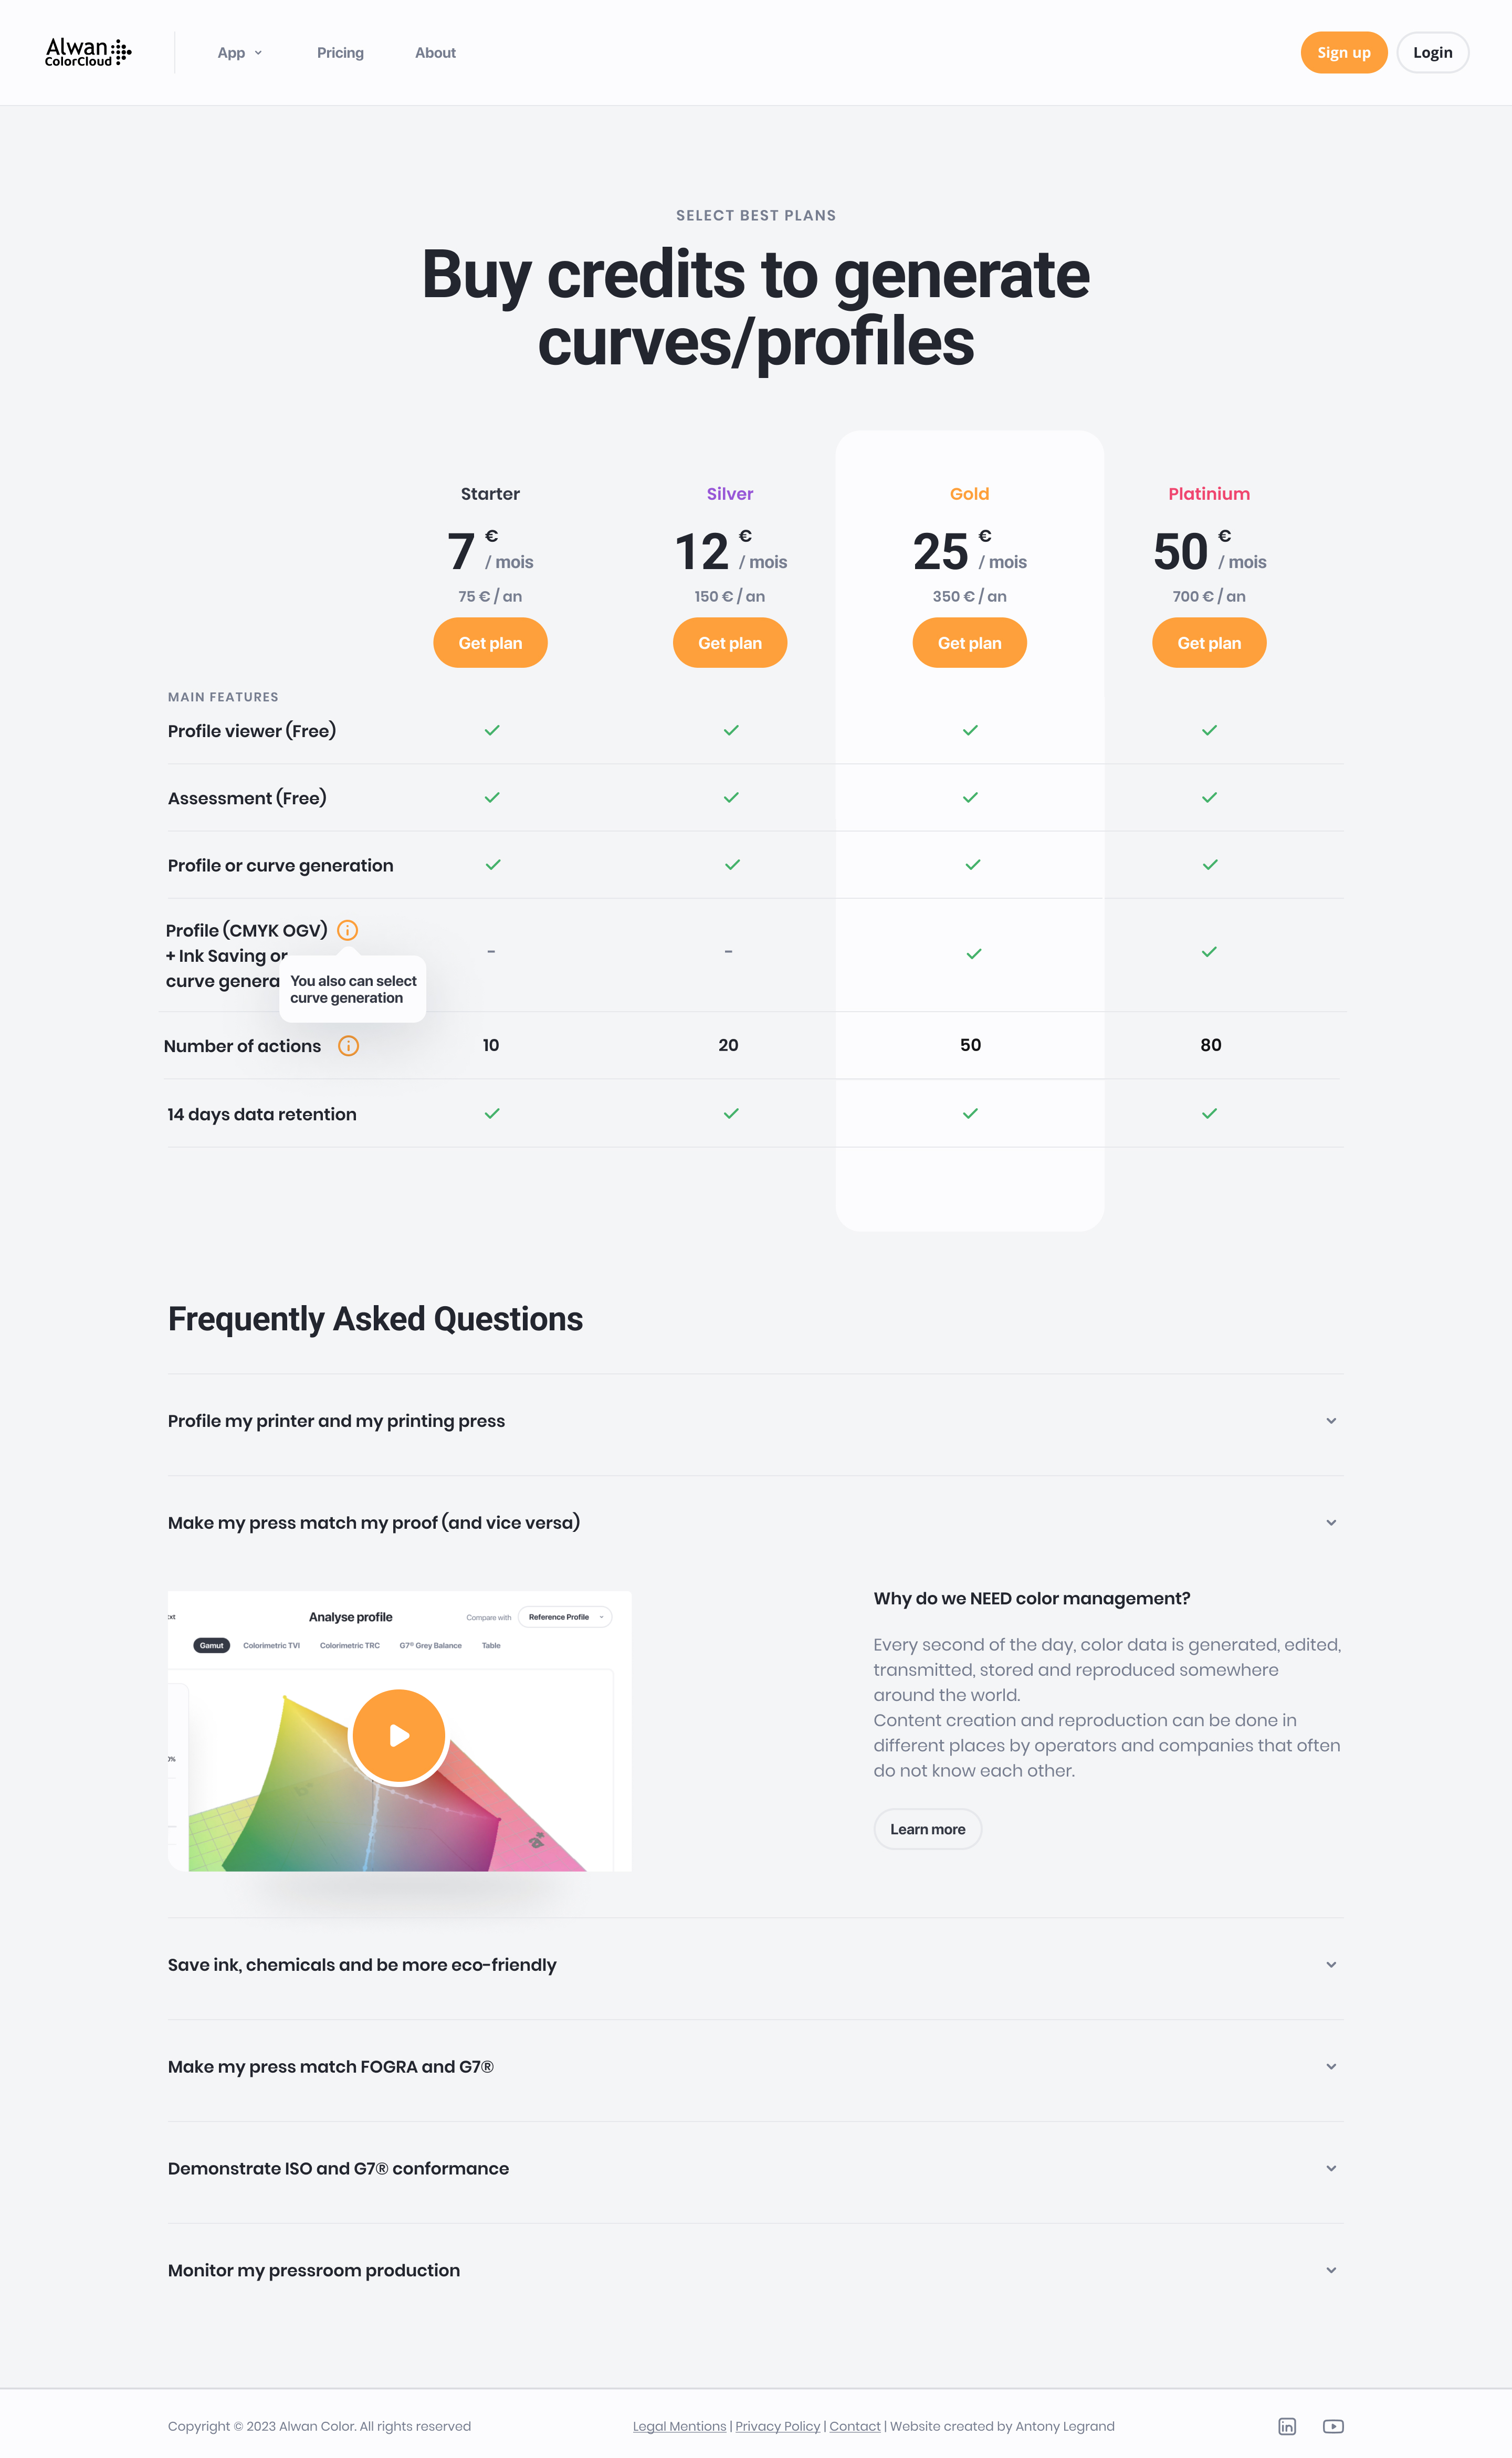 Alwan
ColorCloud
App
Pricing
About
Sign up
Login
SELECT BEST PLANS
Buy credits to generate
curves/profiles
Starter
7 €
/ mois
75 € / an
Get plan
Silver
12 €
/ mois
150 € / an
Get plan
Gold
25 €
/ mois
350 € / an
Get plan
Platinium
50 €
/ mois
700 € / an
Get plan
MAIN FEATURES
Profile viewer (Free)
Assessment (Free)
Profile or curve generation
Profile (CMYK OGV)
+ Ink Saving or
curve genera
- -
You also can select
curve generation
Number of actions 10 20 50 80
14 days data retention
Frequently Asked Questions
Profile my printer and my printing press
Make my press match my proof (and vice versa)
xt
Analyse profile
Compare with
Reference Profile
Gamut
Colorimetric TVI
Colorimetric TRC
G7® Grey Balance
Table
0%
Why do we NEED color management?
Every second of the day, color data is generated, edited,
transmitted, stored and reproduced somewhere
around the world.
Content creation and reproduction can be done in
different places by operators and companies that often
do not know each other.
Learn more
Save ink, chemicals and be more eco-friendly
Make my press match FOGRA and G7®
Demonstrate ISO and G7® conformance
Monitor my pressroom production
Copyright © 2023 Alwan Color. All rights reserved
Legal Mentions | Privacy Policy | Contact | Website created by Antony Legrand
in